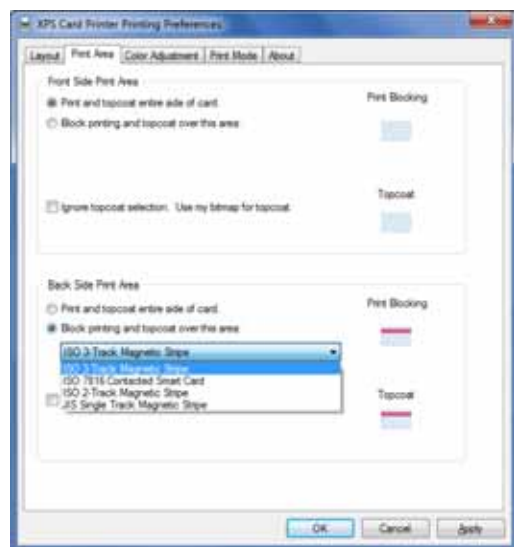 XPS Card Printer Printing Preferences
Layout Print Area Color Adjustment Print Mode About
Front Side Print Area
Print and topcoat entire side of card.
Print Blocking
Block printing and topcoat over this area
Topcoat
Ignore topcoat selection. Use my bitmap for topcoat.
Back Side Print Area
Print and topcoat entire side of card.
Print Blocking
Block printing and topcoat over this area
ISO 3-Track Magnetic Stripe
ISO 3-Track Magnetic Stripe
ISO 7816 Contacted Smart Card
ISO 2-Track Magnetic Stripe
JIS Single Track Magnetic Stripe
Topcoat
OK Cancel Apply